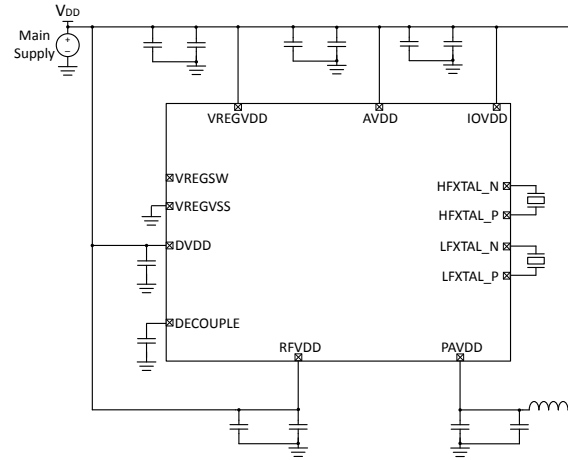 VDD
Main
Supply
VREGVDD
AVDD
IOVDD
VREGSW
VREGVSS
DVDD
DECOUPLE
HFXTAL_N
HFXTAL_P
LFXTAL_N
LFXTAL_P
RFVDD
PAVDD